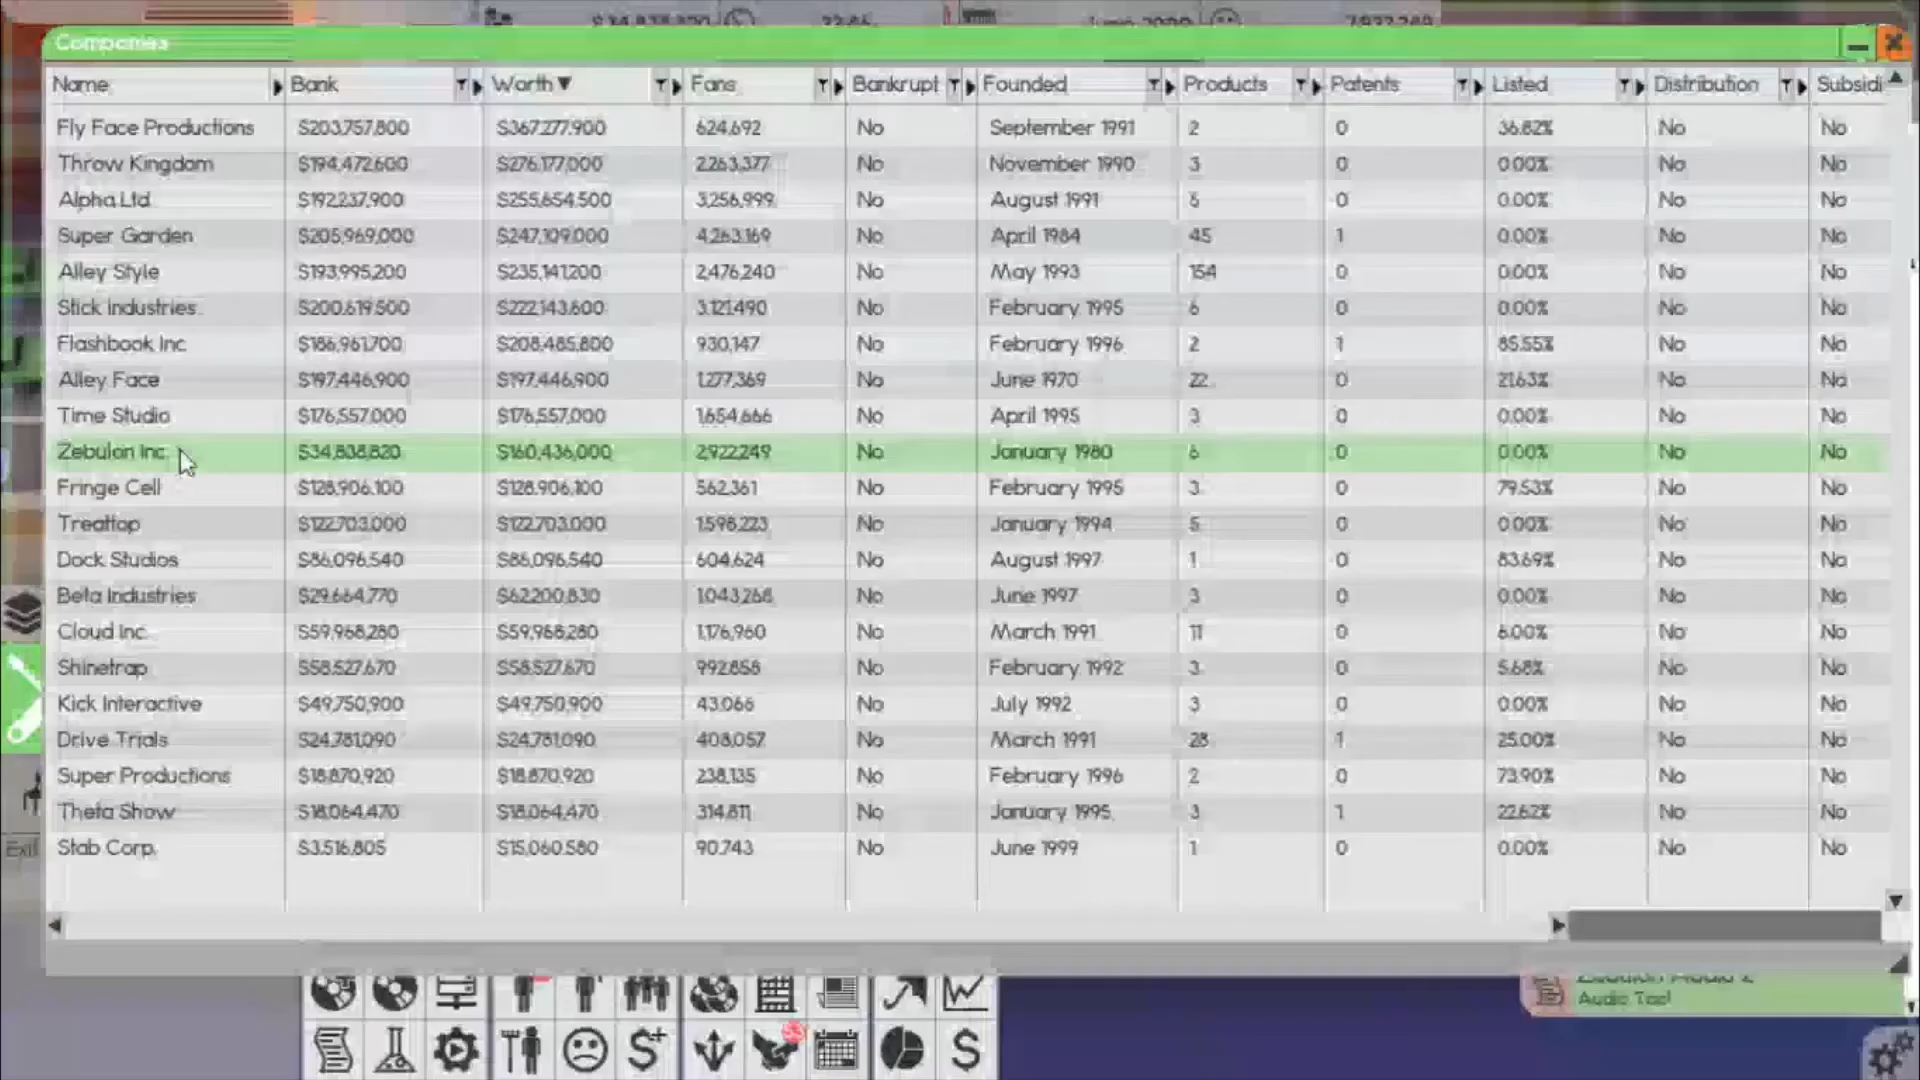 Companies
Name Bank Worth▼ Fans Bankrupt Founded Products Patents Listed Distribution Subsidi
Fly Face Productions $203,757,800 $367,277,900 624,692 No September 1991 2 0 36.82% No No
Throw Kingdom $194,472,600 $276,177,000 2,263,377 No November 1990 3 0 0.00% No No
Alpha Ltd. $192,237,900 $255,654,500 3,256,999 No August 1991 0 0.00% No No
Super Garden $205,969,000 $247,109,000 4,263,169 No April 1984 45 1 0.00% No No
Alley Style $193,995,200 $235,141,200 2,476,240 No May 1993 154 0 0.00% No No
Stick Industries $200,619,500 $222,143,600 3,121,490 No February 1995 6 0 0.00% No No
Flashbook Inc. $186,961,700 $208,485,800 930,147 No February 1996 2 1 85.55% No No
Alley Face $197,446,900 $197,446,900 1,277,369 No June 1970 22 0 21.63% No No
Time Studio $176,557,000 $176,557,000 1,654,666 No April 1995 3 0 0.00% No No
Zebulon Inc. $34,838,820 $160,436,000 2,922,249 No January 1980 6 0 0.00% No No
Fringe Cell $128,906,100 $128,906,100 562,361 No February 1995 3 0 79.53% No No
Treattop $122,703,000 $122,703,000 1,598,223 No January 1994 5 0 0.00% No No
Dock Studios $86,096,540 $86,096,540 604,624 No August 1997 1 0 83.69% No No
Beta Industries $29,664,770 $62,200,830 1,043,268 No June 1997 3 0 0.00% No No
Cloud Inc. $59,968,280 $59,968,280 1,176,960 No March 1991 11 0 No No
Shinetrap $58,527,670 $58,527,670 992,858 No February 1992 3 0 5.68% No No
Kick Interactive $49,750,900 $49,750,900 43,066 No July 1992 3 0 0.00% No No
Drive Trials $24,781,090 $24,781,090 408,057 No March 1991 28 1 25.00% No No
Super Productions $18,870,920 $18,870,920 238,135 No February 1996 2 0 73.90% No No
Theta Show $18,064,470 $18,064,470 314,811 No January 1995 3 1 22.62% No No
Stab Corp. $3,516,805 $15,060,580 90,743 No June 1999 1 0 0.00% No No
Exit
Audio Tool